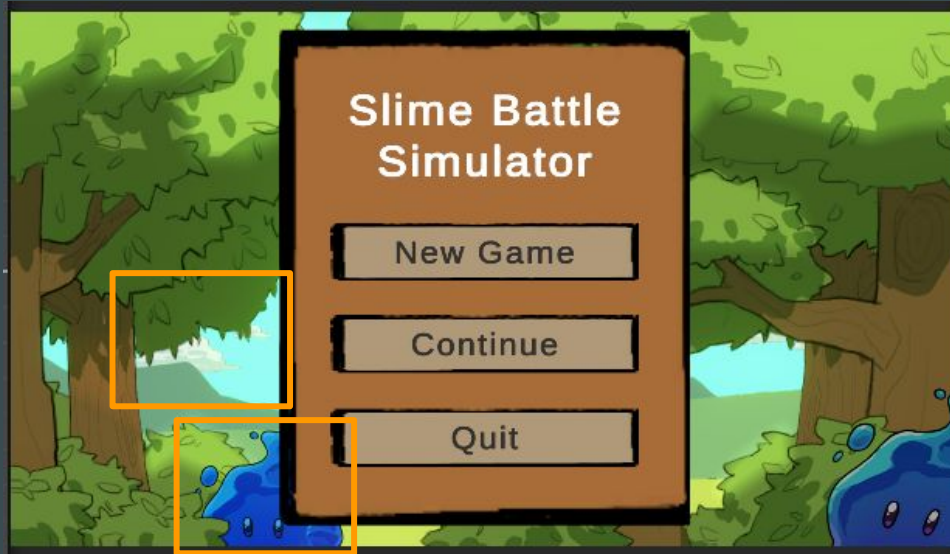 Slime Battle
Simulator
New Game
Continue
Quit